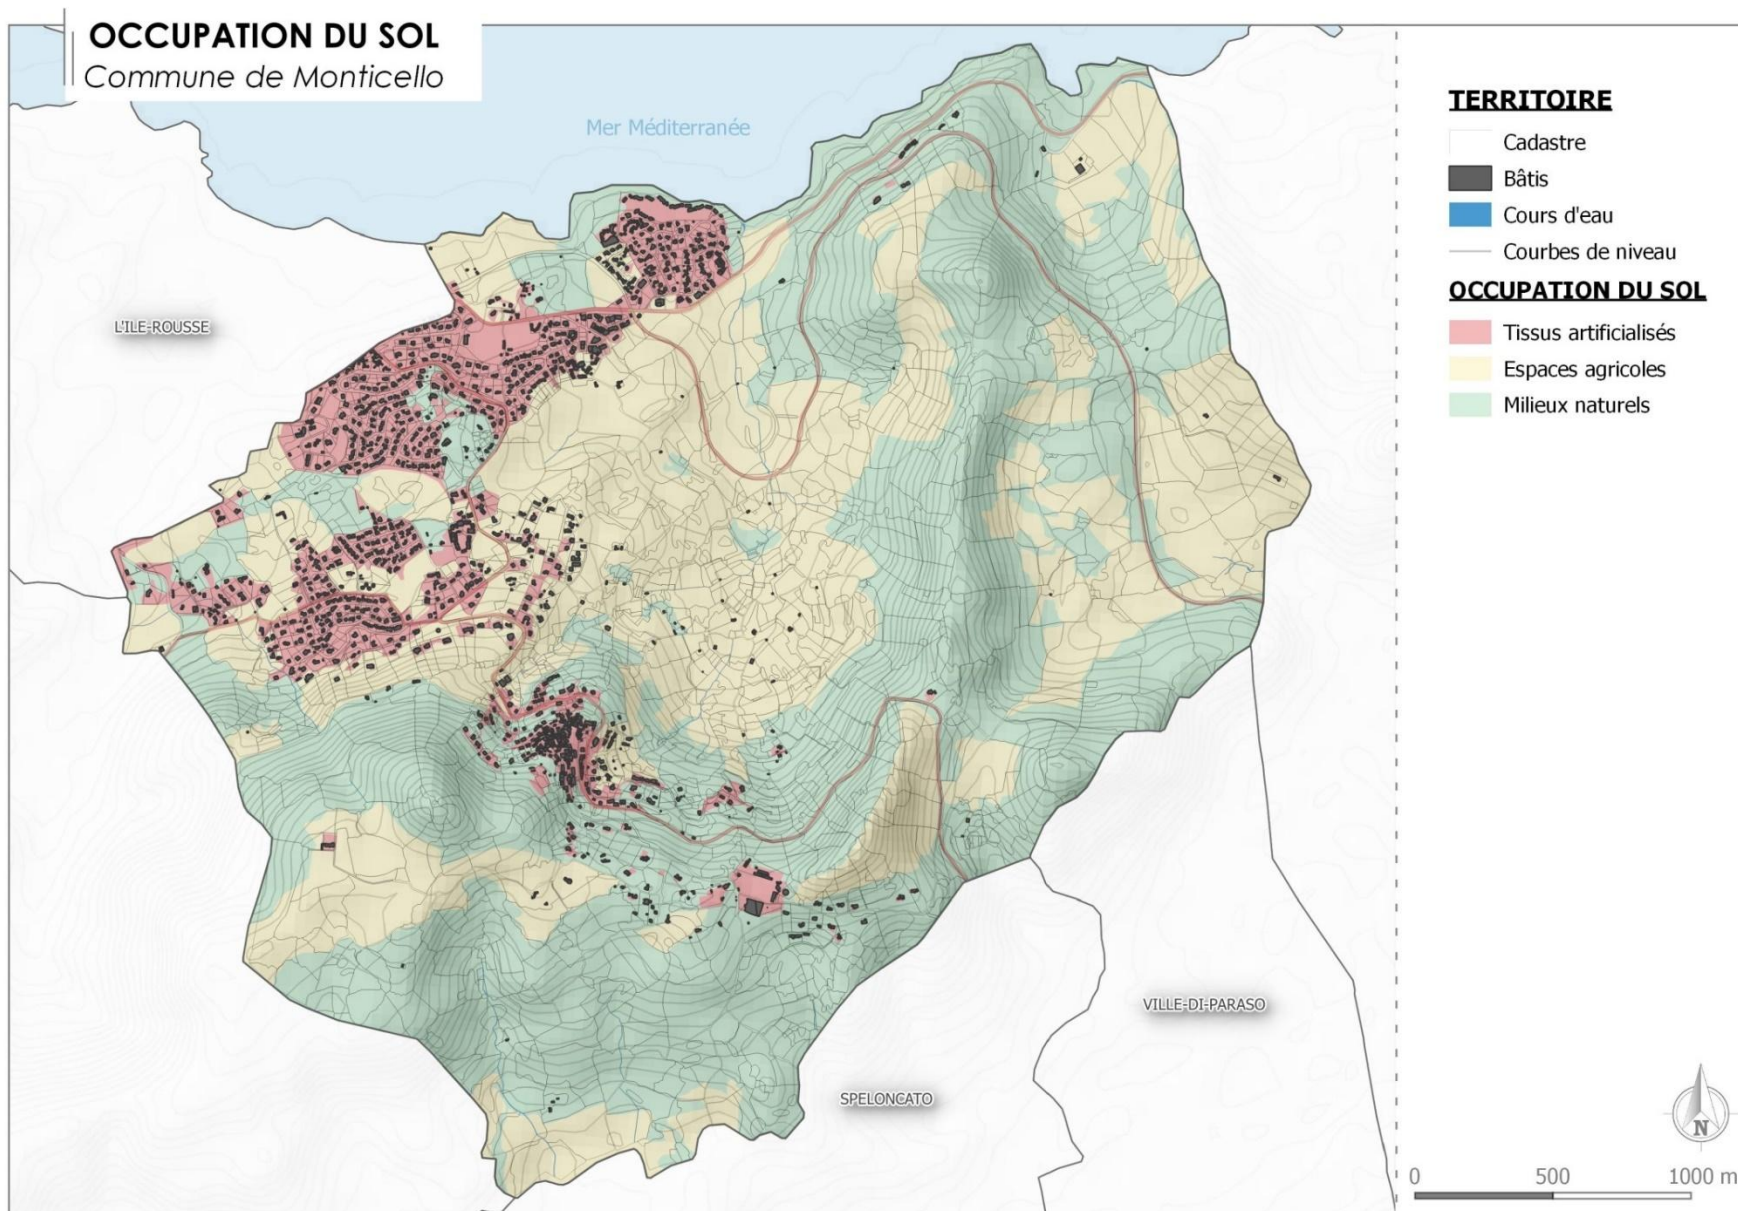 OCCUPATION DU SOL
Commune de Monticello
Mer Méditerranée
L'ILE-ROUSSE
VILLE-DI-PARASO
SPELONCATO
TERRITOIRE
Cadastre
Bâtis
Cours d'eau
Courbes de niveau
OCCUPATION DU SOL
Tissus artificialisés
Espaces agricoles
Milieux naturels
N
0 500 1000 m